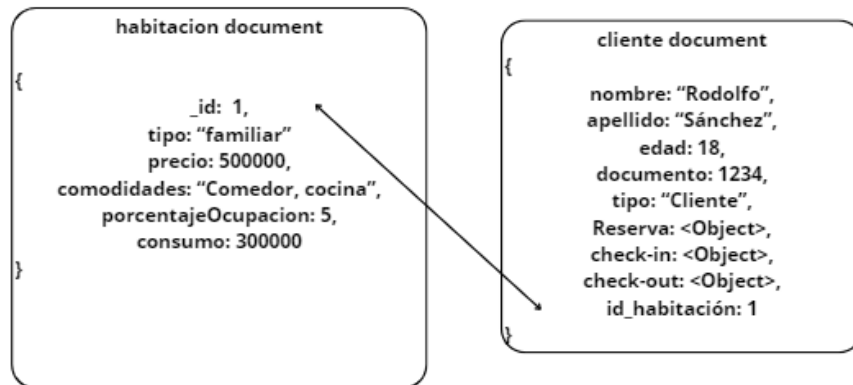 habitacion document
{
_id: 1,
tipo: “familiar”
precio: 500000,
comodidades: “Comedor, cocina”,
porcentajeOcupacion: 5,
consumo: 300000
}
cliente document
{
nombre: “Rodolfo”,
apellido: “Sánchez”,
edad: 18,
documento: 1234,
tipo: “Cliente”,
Reserva: <Object>,
check-in: <Object>,
check-out: <Object>,
id_habitación: 1
}